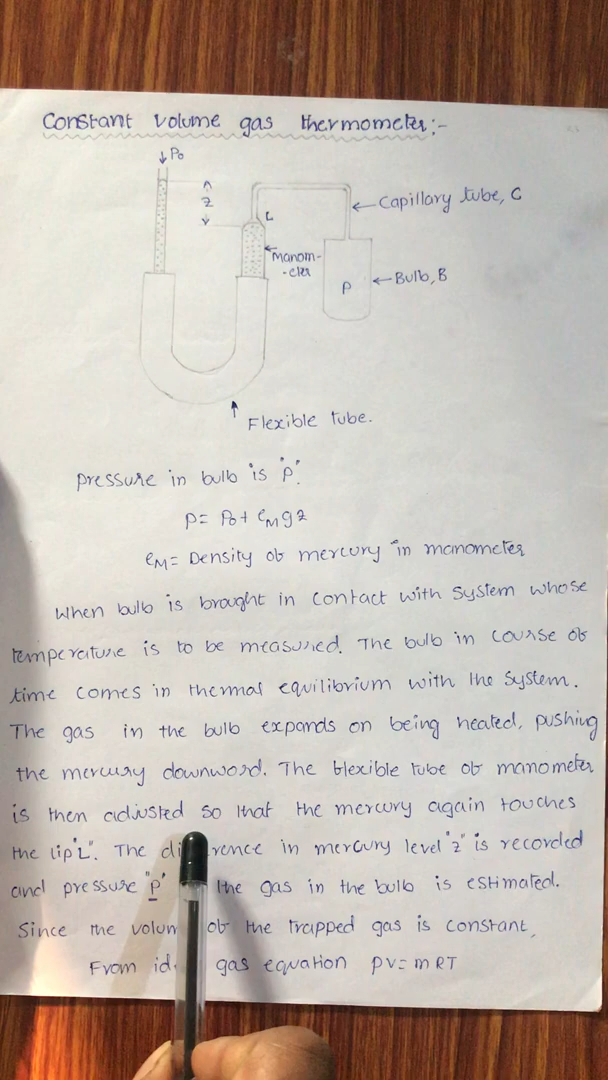 Constant volume gas thermometer:-
P0
z
L
Capillary tube, C
Manom-
-eter
P
Bulb, B
Flexible tube.
Pressure in bulb is "P".
P = P0 + ρM g z
ρM = Density of mercury in manometer
When bulb is brought in contact with system whose
temperature is to be measured. The bulb in course of
time comes in thermal equilibrium with the system.
The gas in the bulb expands on being heated, pushing
the mercury downword. The flexible tube of manometer
is then adjusted so that the mercury again touches
the lip "L". The difference in mercury level "z" is recorded
and pressure "P" the gas in the bulb is estimated.
Since the volum of the trapped gas is constant,
From gas equation PV = mRT